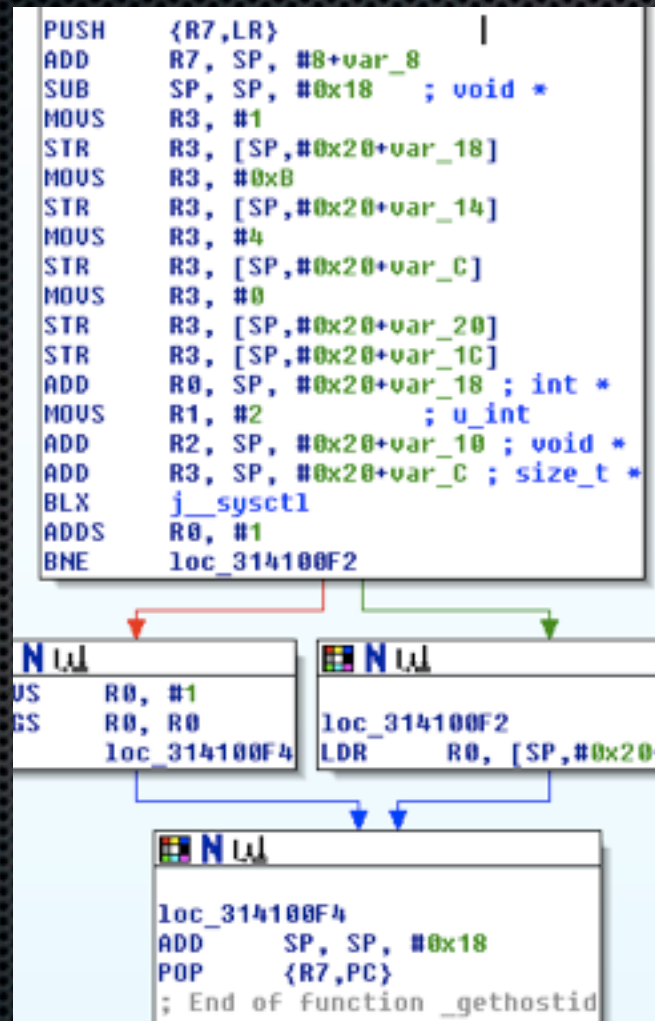 PUSH {R7,LR}
ADD R7, SP, #8+var_8
SUB SP, SP, #0x18 ; void *
MOVS R3, #1
STR R3, [SP,#0x20+var_18]
MOVS R3, #0xB
STR R3, [SP,#0x20+var_14]
MOVS R3, #4
STR R3, [SP,#0x20+var_C]
MOVS R3, #0
STR R3, [SP,#0x20+var_20]
STR R3, [SP,#0x20+var_1C]
ADD R0, SP, #0x20+var_18 ; int *
MOVS R1, #2 ; u_int
ADD R2, SP, #0x20+var_10 ; void *
ADD R3, SP, #0x20+var_C ; size_t *
BLX j__sysctl
ADDS R0, #1
BNE loc_314100F2
VS R0, #1
GS R0, R0
loc_314100F4
loc_314100F2
LDR R0, [SP,#0x20+
loc_314100F4
ADD SP, SP, #0x18
POP {R7,PC}
; End of function _gethostid